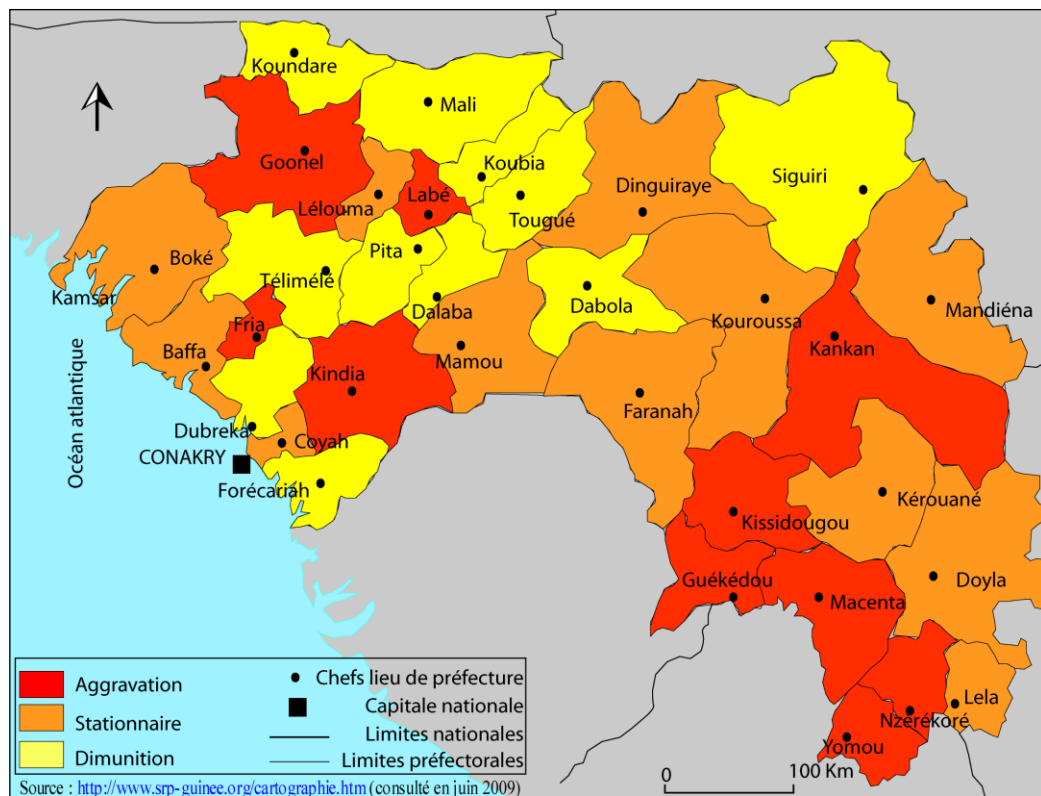 Koundare
Mali
Goonel
Koubia
Lélouma
Labé
Dinguiraye
Siguiri
Tougué
Pita
Boké
Télimélé
Kamsar
Dalaba
Dabola
Mandiéna
Fria
Kouroussa
Baffa
Mamou
Kankan
Kindia
Océan atlantique
Faranah
Dubreka
Coyah
CONAKRY
Forécariah
Kérouané
Kissidougou
Guékédou
Macenta
Doyla
Lela
Nzerékoré
Yomou
Aggravation
Stationnaire
Dimunition
Chefs lieu de préfecture
Capitale nationale
Limites nationales
Limites préfectorales
0
100 Km
Source : http://www.srp-guinee.org/cartographie.htm (consulté en juin 2009)